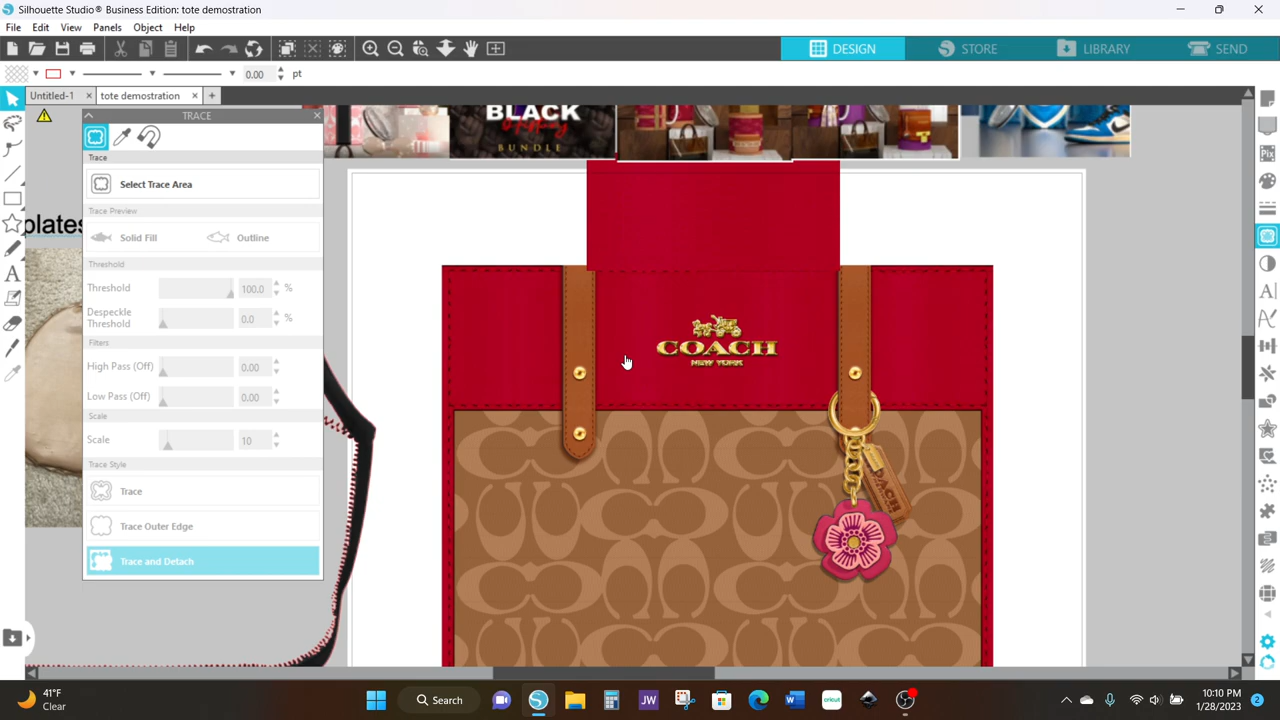 Silhouette Studio® Business Edition: tote demostration
File Edit View Panels Object Help
DESIGN STORE LIBRARY SEND
0.00 pt
Untitled-1 tote demostration
TRACE
Trace
Select Trace Area
Trace Preview
Solid Fill Outline
Threshold
Threshold 100.0 %
Despeckle
Threshold 0.0 %
Filters
High Pass (Off) 0.00
Low Pass (Off) 0.00
Scale
Scale 10
Trace Style
Trace
Trace Outer Edge
Trace and Detach
plates
BLACK
BUNDLE
COACH
NEW YORK
41°F
Clear
Search
JW
cricut
10:10 PM
1/28/2023
2